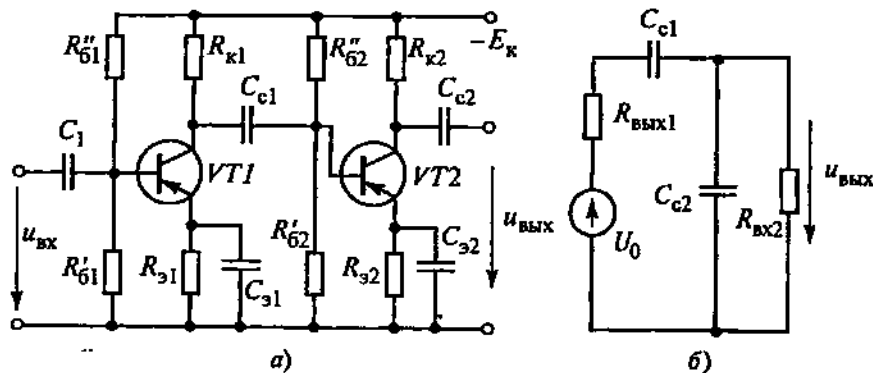 R″б1
Rк1
R″б2
Rк2
−Eк
Cс1
Cс2
C1
VT1
VT2
uвх
R′б1
Rэ1
Cэ1
R′б2
Rэ2
Cэ2
uвых
а)
Cс1
Rвых1
Cс2
U0
Rвх2
uвых
б)